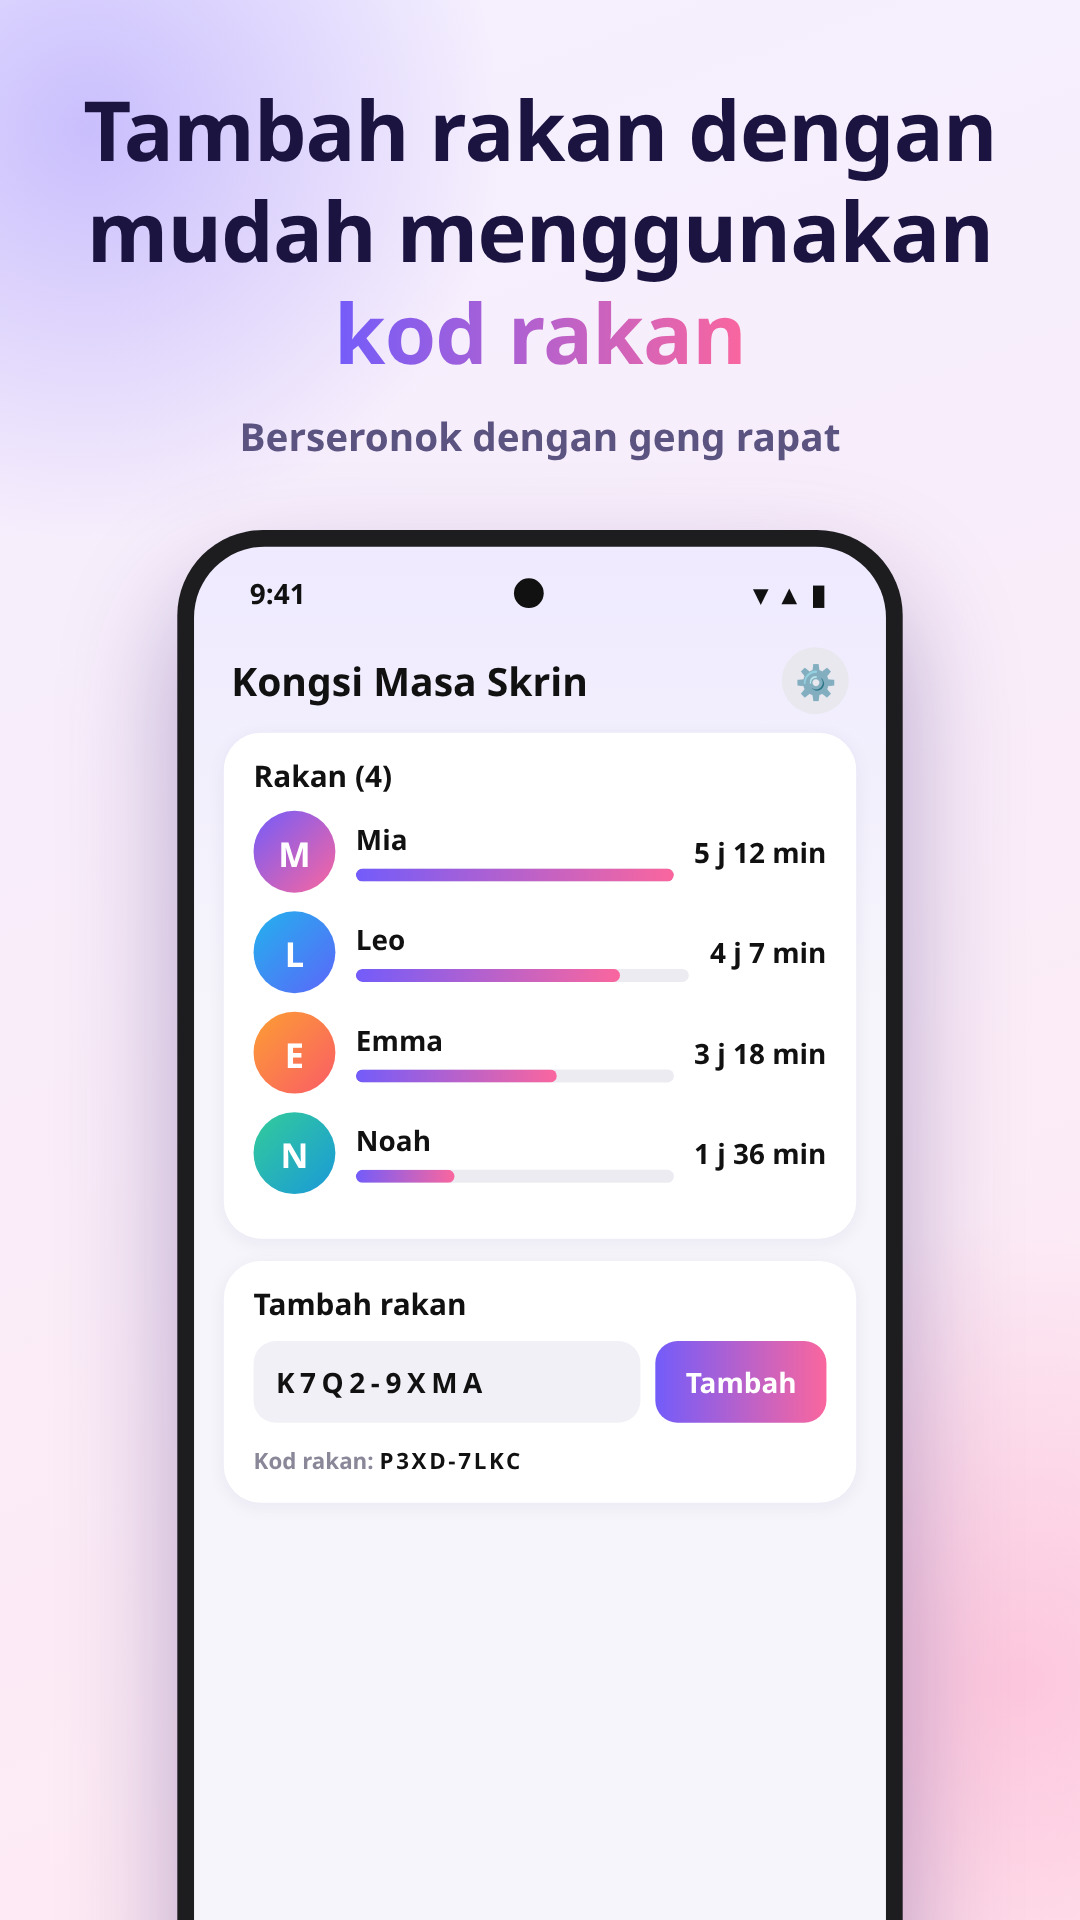 Tambah rakan dengan
mudah menggunakan
kod rakan
Berseronok dengan geng rapat
9:41
Kongsi Masa Skrin
Rakan (4)
M
Mia
5 j 12 min
L
Leo
4 j 7 min
E
Emma
3 j 18 min
N
Noah
1 j 36 min
Tambah rakan
K7Q2-9XMA
Tambah
Kod rakan: P3XD-7LKC